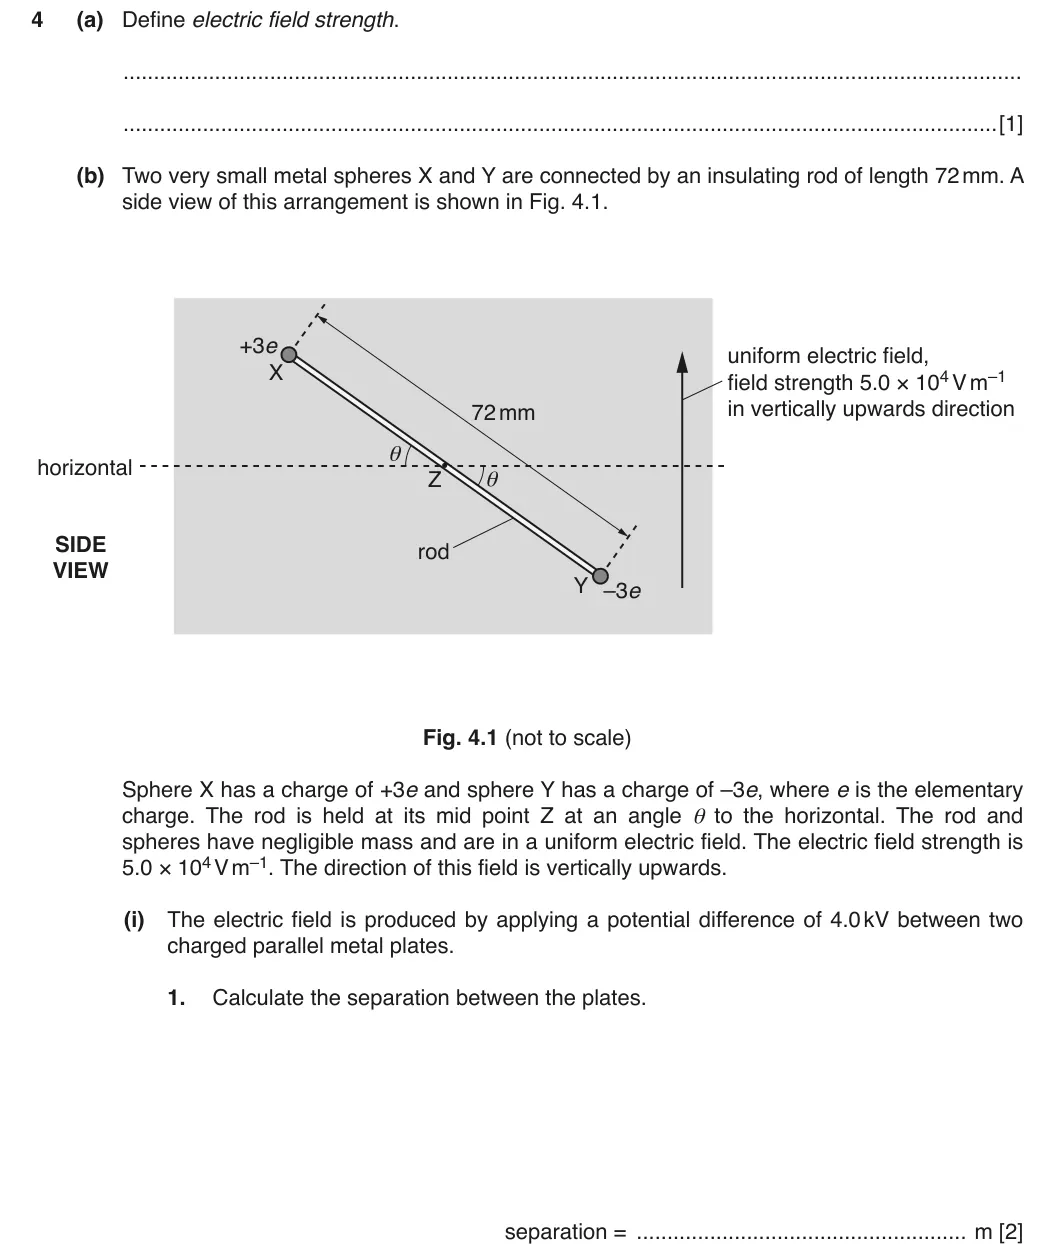 4 (a) Define electric field strength.
..........
..........[1]
(b) Two very small metal spheres X and Y are connected by an insulating rod of length 72 mm. A
side view of this arrangement is shown in Fig. 4.1.
+3e
X
72 mm
uniform electric field,
field strength 5.0 × 10⁴ V m⁻¹
in vertically upwards direction
horizontal
θ
Z
θ
SIDE
VIEW
rod
Y
–3e
Fig. 4.1 (not to scale)
Sphere X has a charge of +3e and sphere Y has a charge of –3e, where e is the elementary
charge. The rod is held at its mid point Z at an angle θ to the horizontal. The rod and
spheres have negligible mass and are in a uniform electric field. The electric field strength is
5.0 × 10⁴ V m⁻¹. The direction of this field is vertically upwards.
(i) The electric field is produced by applying a potential difference of 4.0 kV between two
charged parallel metal plates.
1. Calculate the separation between the plates.
separation = .......... m [2]